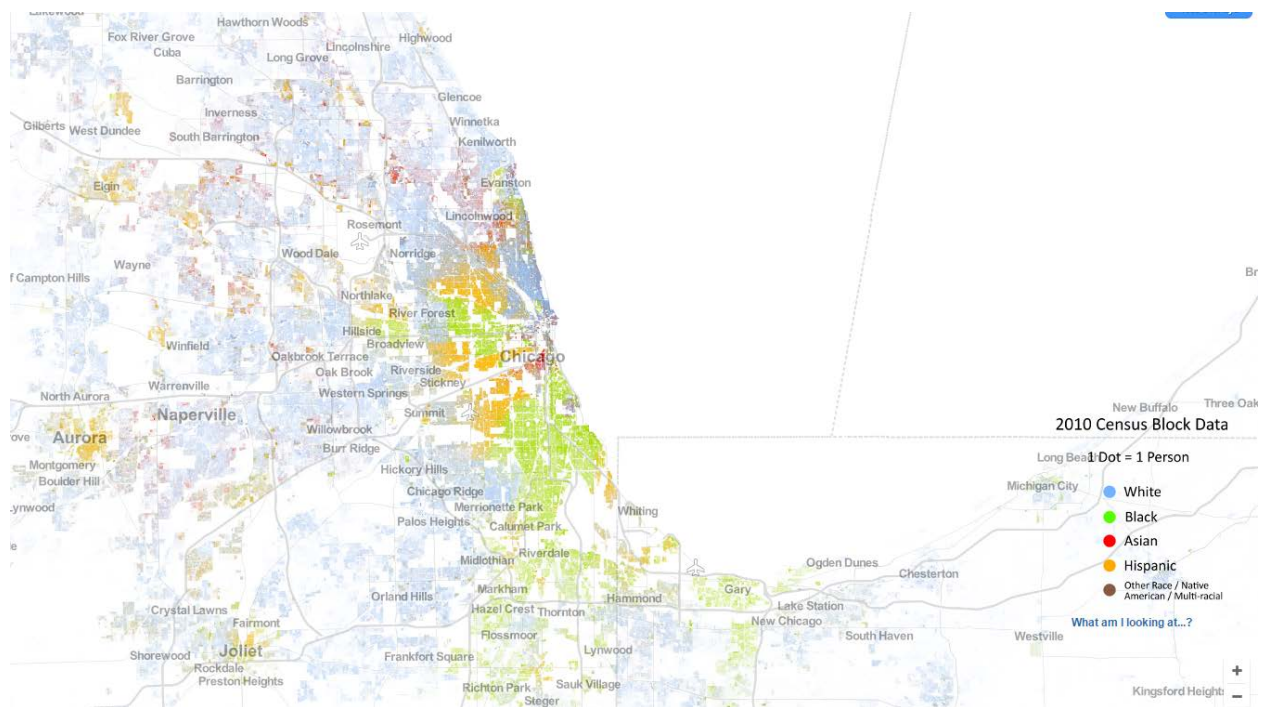 Hawthorn Woods
Fox River Grove
Highwood
Lincolnshire
Cuba
Long Grove
Barrington
Glencoe
Inverness
Winnetka
Gilberts
West Dundee
South Barrington
Kenilworth
Elgin
Evanston
Lincolnwood
Rosemont
Wood Dale
Norridge
Wayne
f Campton Hills
Br
Northlake
River Forest
Hillside
Broadview
Winfield
Oakbrook Terrace
Chicago
Oak Brook
Riverside
Stickney
Warrenville
Western Springs
North Aurora
Naperville
Summit
New Buffalo
Three Oak
2010 Census Block Data
Willowbrook
Aurora
Burr Ridge
Long Beach
1 Dot = 1 Person
Montgomery
Boulder Hill
Hickory Hills
Michigan City
White
Chicago Ridge
Lynwood
Merrionette Park
Whiting
Black
Palos Heights
Calumet Park
Asian
Midlothian
Riverdale
Ogden Dunes
Hispanic
Chesterton
Other Race / Native
American / Multi-racial
Markham
Gary
Orland Hills
Hammond
Lake Station
Crystal Lawns
Hazel Crest
Thornton
New Chicago
What am I looking at...?
Fairmont
Flossmoor
South Haven
Westville
Joliet
Shorewood
Frankfort Square
Lynwood
Rockdale
Preston Heights
Richton Park
Sauk Village
Steger
Kingsford Heights
+
−